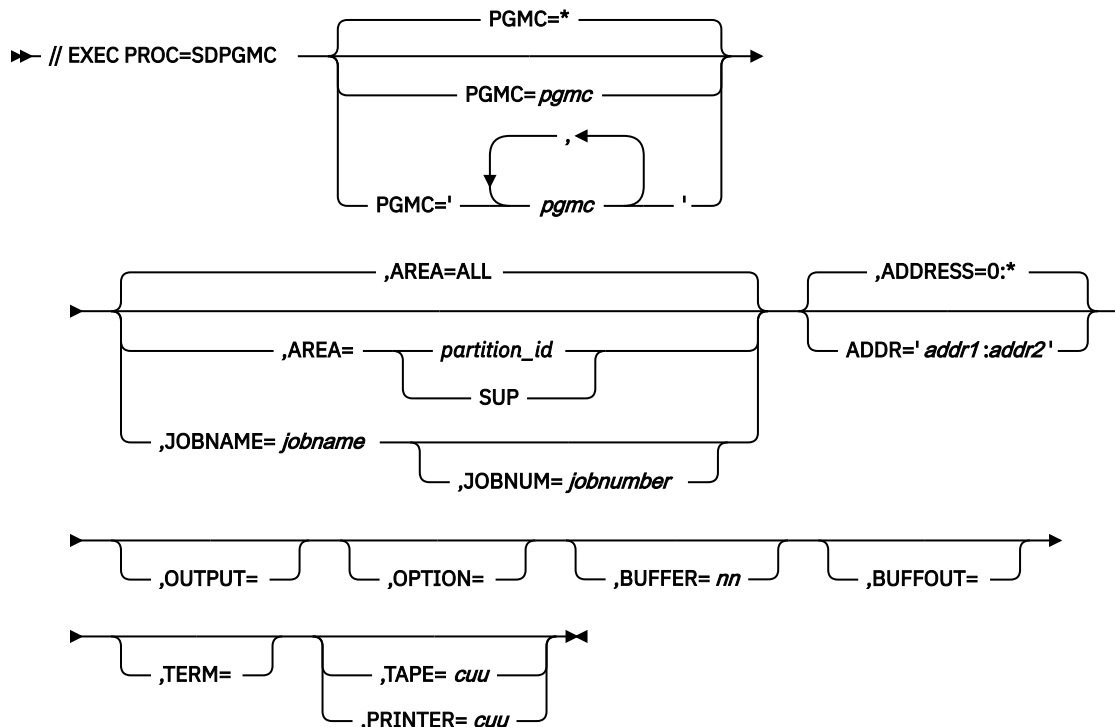 PGMC=*
// EXEC PROC=SDPGMC
PGMC= pgmc
,
PGMC=' pgmc '
,AREA=ALL
,ADDRESS=0:*
,AREA= partition_id
ADDR=' addr1 :addr2 '
SUP
,JOBNAME= jobname
,JOBNUM= jobnumber
,OUTPUT=
,OPTION=
,BUFFER= nn
,BUFFOUT=
,TERM=
,TAPE= cuu
,PRINTER= cuu